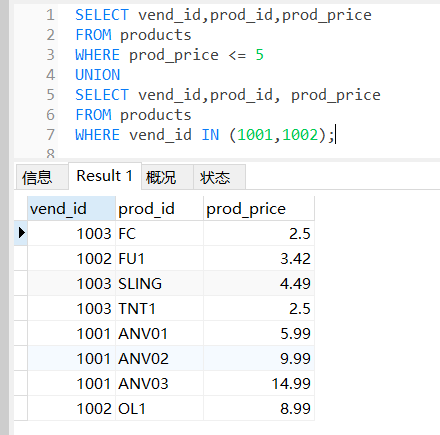 1 SELECT vend_id,prod_id,prod_price
2 FROM products
3 WHERE prod_price <= 5
4 UNION
5 SELECT vend_id,prod_id, prod_price
6 FROM products
7 WHERE vend_id IN (1001,1002);
8
信息 Result 1 概况 状态
vend_id prod_id prod_price
1003 FC 2.5
1002 FU1 3.42
1003 SLING 4.49
1003 TNT1 2.5
1001 ANV01 5.99
1001 ANV02 9.99
1001 ANV03 14.99
1002 OL1 8.99